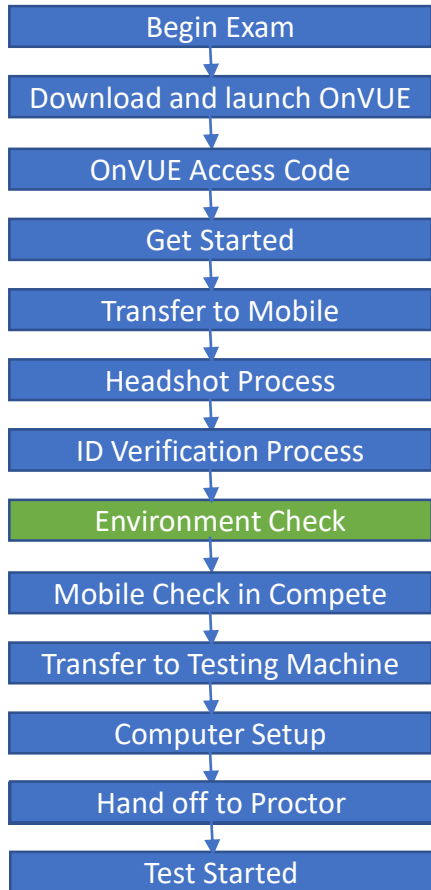 Begin Exam
Download and launch OnVUE
OnVUE Access Code
Get Started
Transfer to Mobile
Headshot Process
ID Verification Process
Environment Check
Mobile Check in Compete
Transfer to Testing Machine
Computer Setup
Hand off to Proctor
Test Started